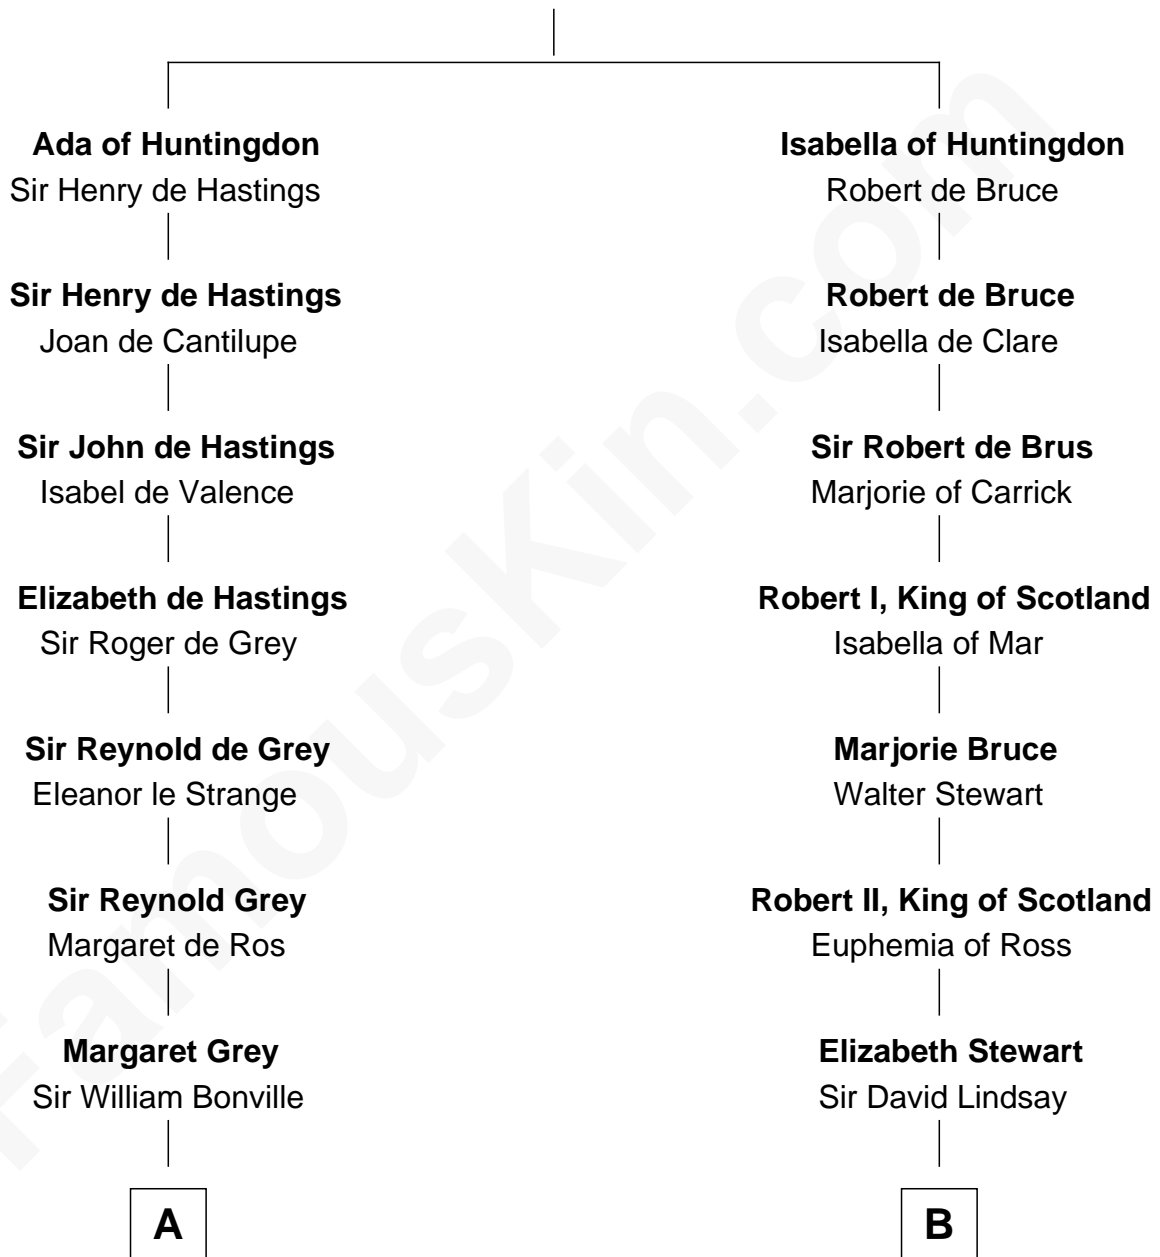 Ada of Huntingdon
Sir Henry de Hastings
Sir Henry de Hastings
Joan de Cantilupe
Sir John de Hastings
Isabel de Valence
Elizabeth de Hastings
Sir Roger de Grey
Sir Reynold de Grey
Eleanor le Strange
Sir Reynold Grey
Margaret de Ros
Margaret Grey
Sir William Bonville
A
Isabella of Huntingdon
Robert de Bruce
Robert de Bruce
Isabella de Clare
Sir Robert de Brus
Marjorie of Carrick
Robert I, King of Scotland
Isabella of Mar
Marjorie Bruce
Walter Stewart
Robert II, King of Scotland
Euphemia of Ross
Elizabeth Stewart
Sir David Lindsay
B
FamousKin.com